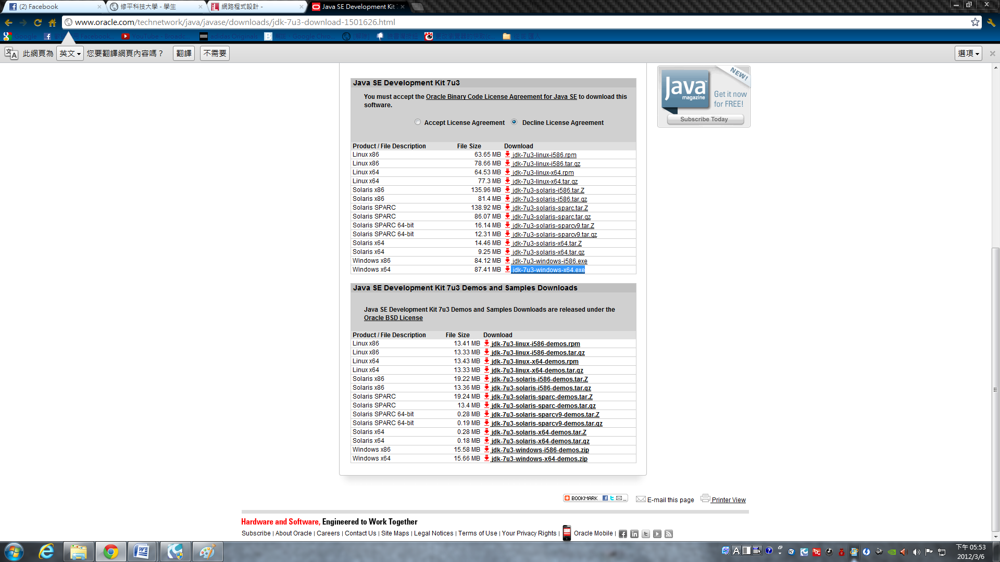 (2) Facebook
修平科技大學 - 學生
網路程式設計 -
Java SE Development Kit 7
www.oracle.com/technetwork/java/javase/downloads/jdk-7u3-download-1501626.html
此網頁為 英文 您要翻譯網頁內容嗎？ 翻譯 不需要 選項
Java SE Development Kit 7u3
You must accept the Oracle Binary Code License Agreement for Java SE to download this
software.
Accept License Agreement Decline License Agreement
Product / File Description File Size Download
Linux x86 63.65 MB jdk-7u3-linux-i586.rpm
Linux x86 78.66 MB jdk-7u3-linux-i586.tar.gz
Linux x64 64.53 MB jdk-7u3-linux-x64.rpm
Linux x64 77.3 MB jdk-7u3-linux-x64.tar.gz
Solaris x86 135.96 MB jdk-7u3-solaris-i586.tar.Z
Solaris x86 81.4 MB jdk-7u3-solaris-i586.tar.gz
Solaris SPARC 138.92 MB jdk-7u3-solaris-sparc.tar.Z
Solaris SPARC 86.07 MB jdk-7u3-solaris-sparc.tar.gz
Solaris SPARC 64-bit 16.14 MB jdk-7u3-solaris-sparcv9.tar.Z
Solaris SPARC 64-bit 12.31 MB jdk-7u3-solaris-sparcv9.tar.gz
Solaris x64 14.46 MB jdk-7u3-solaris-x64.tar.Z
Solaris x64 9.25 MB jdk-7u3-solaris-x64.tar.gz
Windows x86 84.12 MB jdk-7u3-windows-i586.exe
Windows x64 87.41 MB jdk-7u3-windows-x64.exe
Java SE Development Kit 7u3 Demos and Samples Downloads
Java SE Development Kit 7u3 Demos and Samples Downloads are released under the
Oracle BSD License
Product / File Description File Size Download
Linux x86 13.41 MB jdk-7u3-linux-i586-demos.rpm
Linux x86 13.33 MB jdk-7u3-linux-i586-demos.tar.gz
Linux x64 13.43 MB jdk-7u3-linux-x64-demos.rpm
Linux x64 13.33 MB jdk-7u3-linux-x64-demos.tar.gz
Solaris x86 19.22 MB jdk-7u3-solaris-i586-demos.tar.Z
Solaris x86 13.36 MB jdk-7u3-solaris-i586-demos.tar.gz
Solaris SPARC 19.24 MB jdk-7u3-solaris-sparc-demos.tar.Z
Solaris SPARC 13.4 MB jdk-7u3-solaris-sparc-demos.tar.gz
Solaris SPARC 64-bit 0.28 MB jdk-7u3-solaris-sparcv9-demos.tar.Z
Solaris SPARC 64-bit 0.19 MB jdk-7u3-solaris-sparcv9-demos.tar.gz
Solaris x64 0.28 MB jdk-7u3-solaris-x64-demos.tar.Z
Solaris x64 0.18 MB jdk-7u3-solaris-x64-demos.tar.gz
Windows x86 15.58 MB jdk-7u3-windows-i586-demos.zip
Windows x64 15.66 MB jdk-7u3-windows-x64-demos.zip
NEW!
Java
magazine
Get it now
for FREE!
Subscribe Today
BOOKMARK ... E-mail this page Printer View
Hardware and Software, Engineered to Work Together
Subscribe | About Oracle | Careers | Contact Us | Site Maps | Legal Notices | Terms of Use | Your Privacy Rights | Oracle Mobile |
下午 05:53
2012/3/6